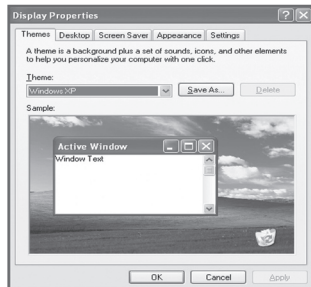 Display Properties
Themes Desktop Screen Saver Appearance Settings
A theme is a background plus a set of sounds, icons, and other elements
to help you personalize your computer with one click.
Theme:
Windows XP
Save As...
Delete
Sample:
Active Window
Window Text
OK
Cancel
Apply